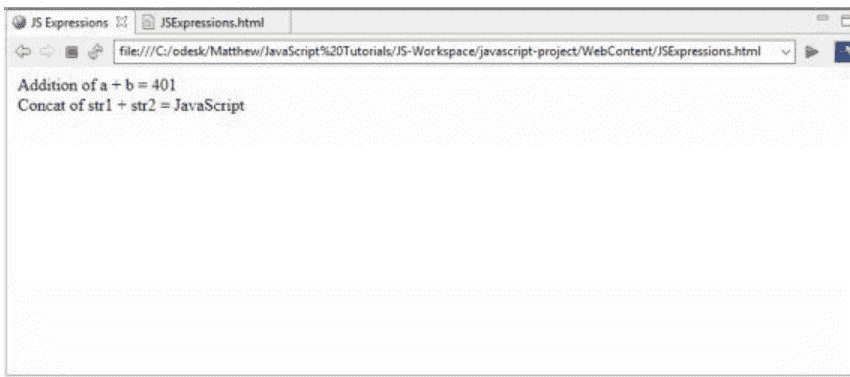 JS Expressions JSExpressions.html
file:///C:/odesk/Matthew/JavaScript%20Tutorials/JS-Workspace/javascript-project/WebContent/JSExpressions.html
Addition of a + b = 401
Concat of str1 + str2 = JavaScript